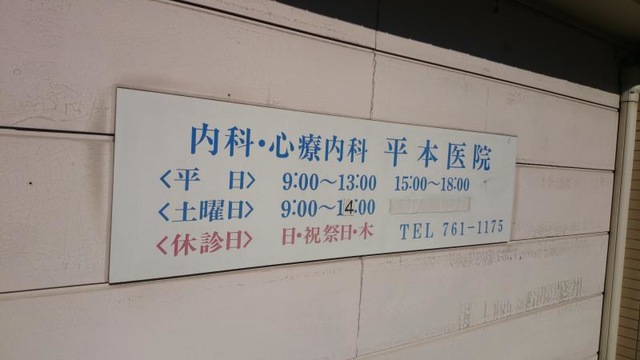 内科・心療内科 平本医院
〈平 日〉 9:00～13:00 15:00～18:00
〈土曜日〉 9:00～14:00
〈休診日〉 日・祝祭日・木 TEL 761-1175